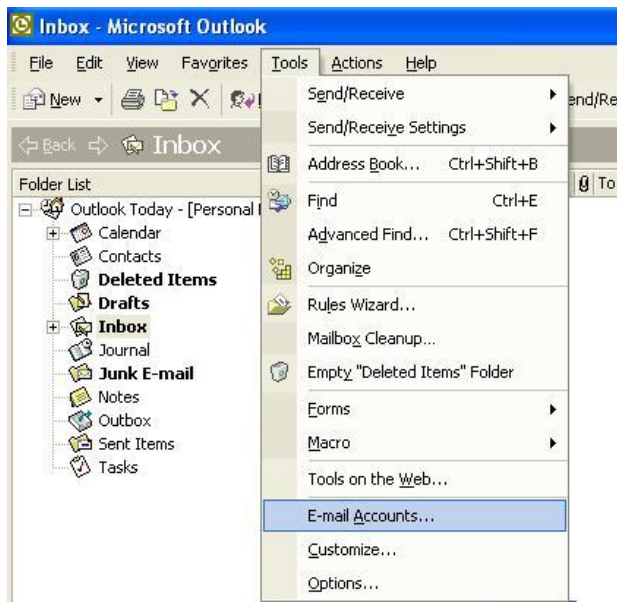 Inbox - Microsoft Outlook
File Edit View Favorites Tools Actions Help
New
Send/Receive
end/Re
Send/Receive Settings
Back Inbox
Address Book... Ctrl+Shift+B
Folder List
To
Find Ctrl+E
Outlook Today - [Personal
Calendar
Advanced Find... Ctrl+Shift+F
Contacts
Organize
Deleted Items
Drafts
Rules Wizard...
Inbox
Mailbox Cleanup...
Journal
Junk E-mail
Empty "Deleted Items" Folder
Notes
Forms
Outbox
Sent Items
Macro
Tasks
Tools on the Web...
E-mail Accounts...
Customize...
Options...